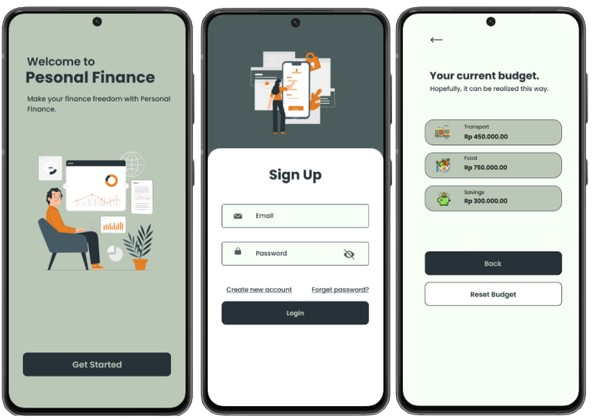 Welcome to
Pesonal Finance
Make your finance freedom with Personal
Finance.
Get Started
Sign Up
Email
Password
Create new account
Forget password?
Login
Your current budget.
Hopefully, it can be realized this way.
Transport
Rp 450.000.00
Food
Rp 750.000.00
Savings
Rp 300.000.00
Back
Reset Budget